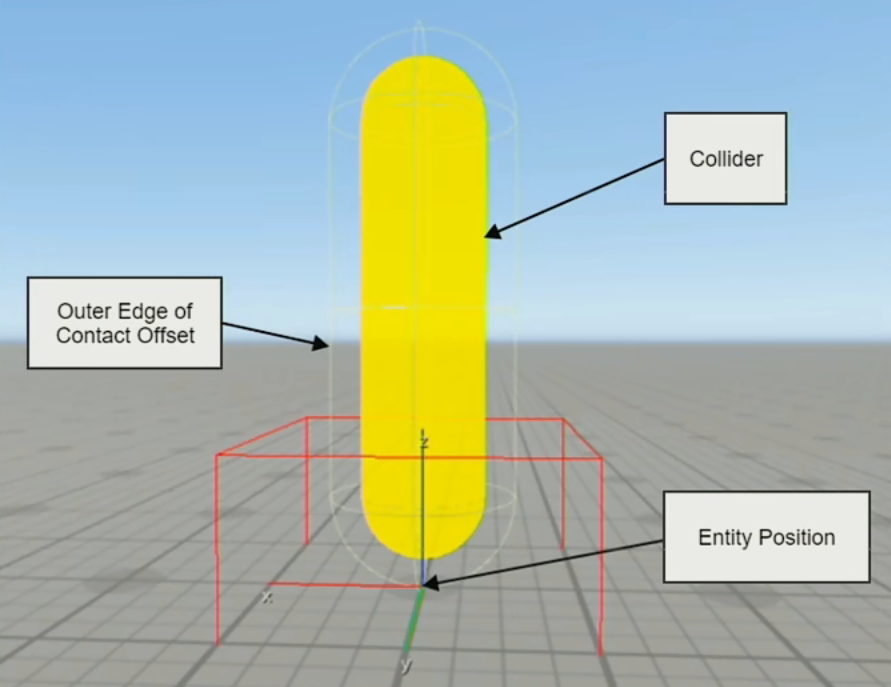 Collider
Outer Edge of
Contact Offset
z
Entity Position
x
y